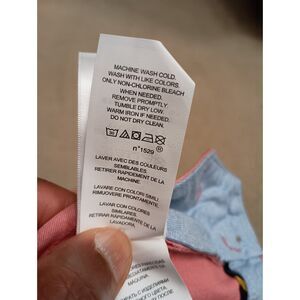 MACHINE WASH COLD.
WASH WITH LIKE COLORS.
ONLY NON-CHLORINE BLEACH
WHEN NEEDED.
REMOVE PROMPTLY.
TUMBLE DRY LOW.
WARM IRON IF NEEDED.
DO NOT DRY CLEAN.
n°1529 ®
LAVER AVEC DES COULEURS
SEMBLABLES.
RETIRER RAPIDEMENT DE LA
MACHINE.
LAVARE CON COLORI SIMILI.
RIMUOVERE PRONTAMENTE.
LAVAR CON COLORES
SIMILARES.
RETIRAR RÁPIDAMENTE DE LA
LAVADORA.